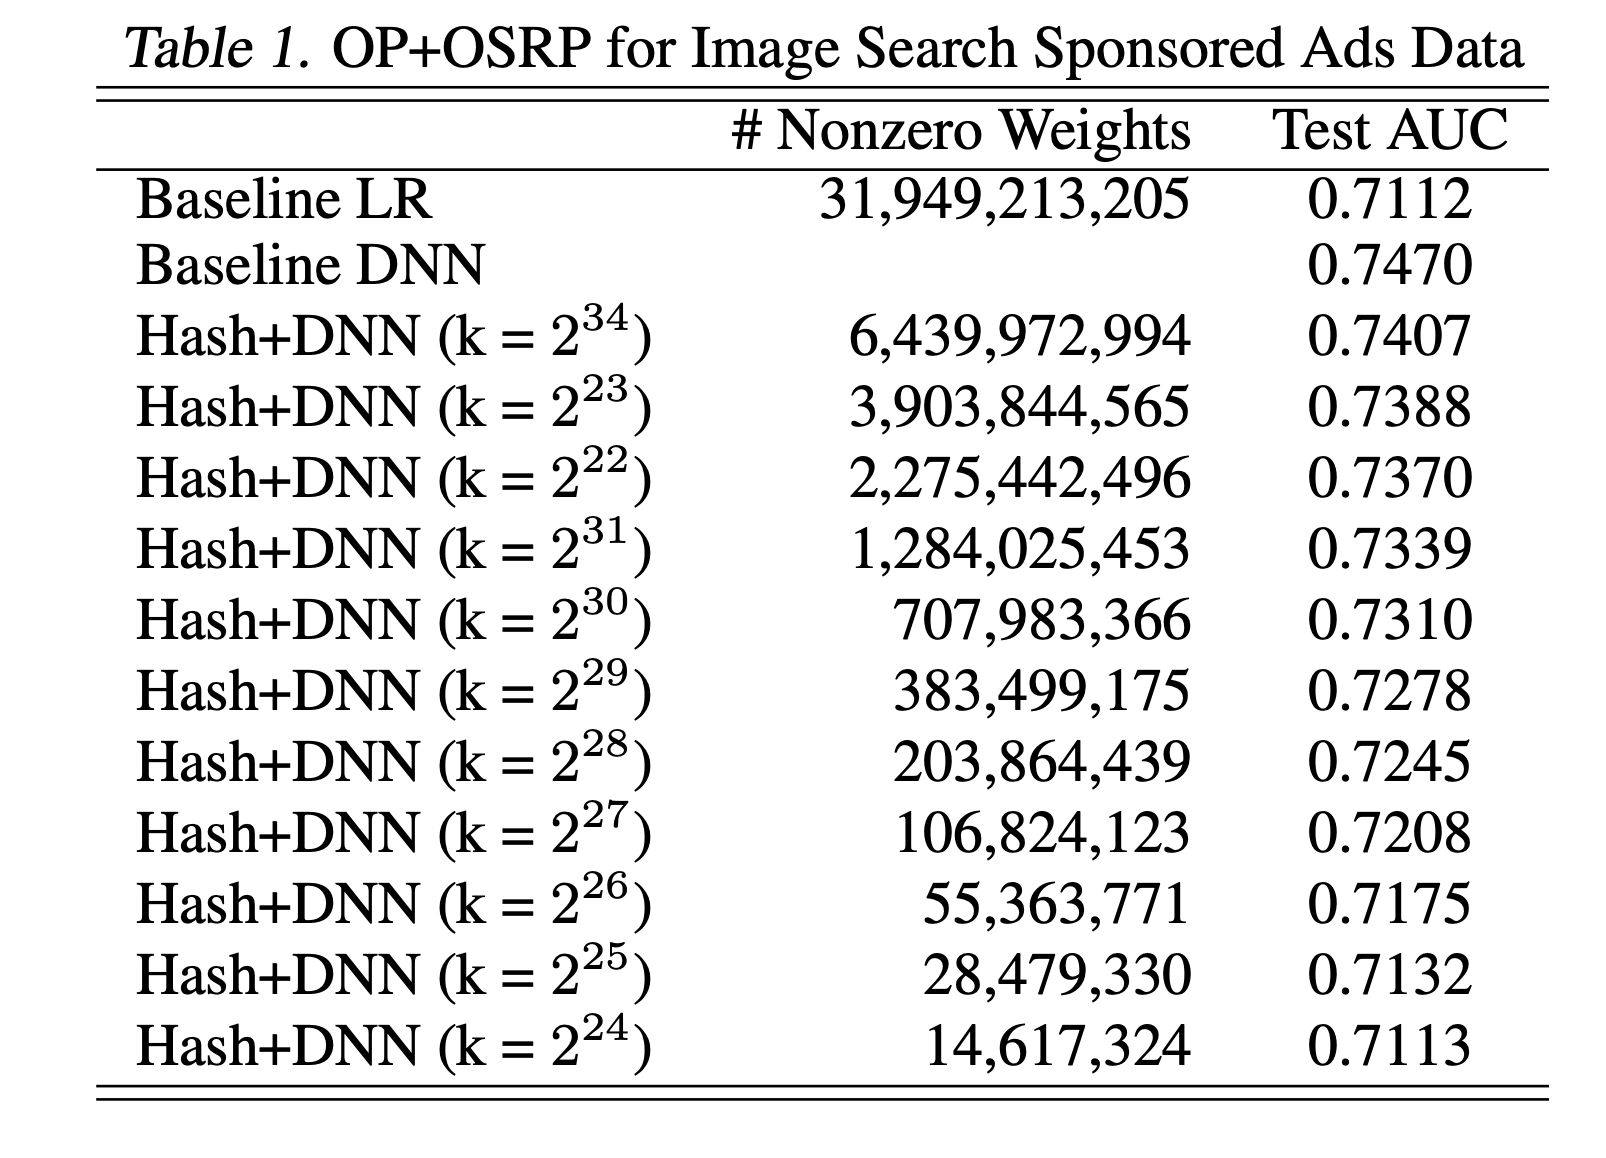 Table 1. OP+OSRP for Image Search Sponsored Ads Data
# Nonzero Weights Test AUC
Baseline LR 31,949,213,205 0.7112
Baseline DNN 0.7470
Hash+DNN (k = 2^34) 6,439,972,994 0.7407
Hash+DNN (k = 2^23) 3,903,844,565 0.7388
Hash+DNN (k = 2^22) 2,275,442,496 0.7370
Hash+DNN (k = 2^31) 1,284,025,453 0.7339
Hash+DNN (k = 2^30) 707,983,366 0.7310
Hash+DNN (k = 2^29) 383,499,175 0.7278
Hash+DNN (k = 2^28) 203,864,439 0.7245
Hash+DNN (k = 2^27) 106,824,123 0.7208
Hash+DNN (k = 2^26) 55,363,771 0.7175
Hash+DNN (k = 2^25) 28,479,330 0.7132
Hash+DNN (k = 2^24) 14,617,324 0.7113